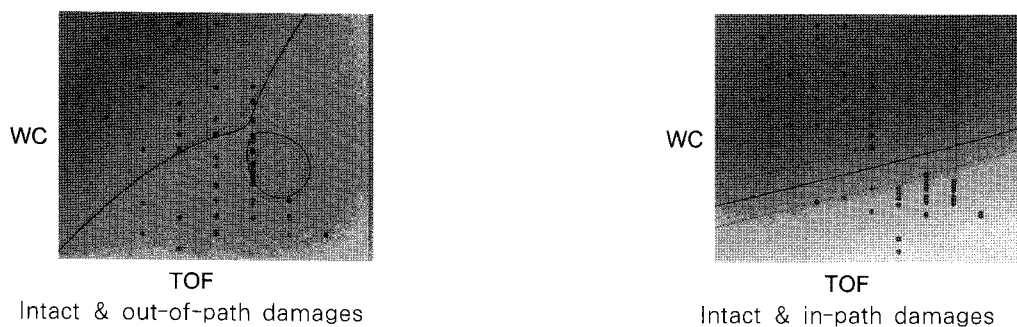 WC
TOF
Intact & out-of-path damages
WC
TOF
Intact & in-path damages